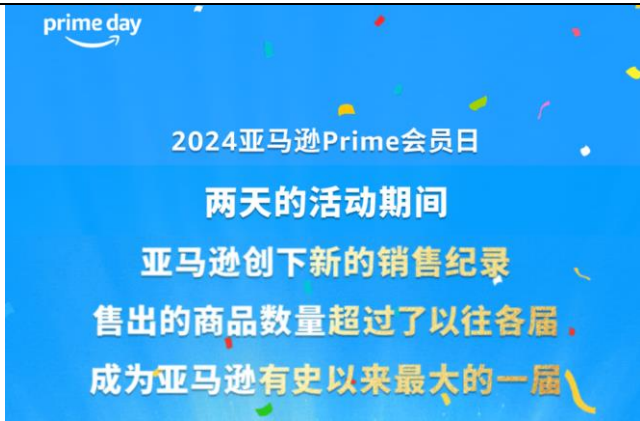 prime day
2024亚马逊Prime会员日
两天的活动期间
亚马逊创下新的销售纪录
售出的商品数量超过了以往各届
成为亚马逊有史以来最大的一届